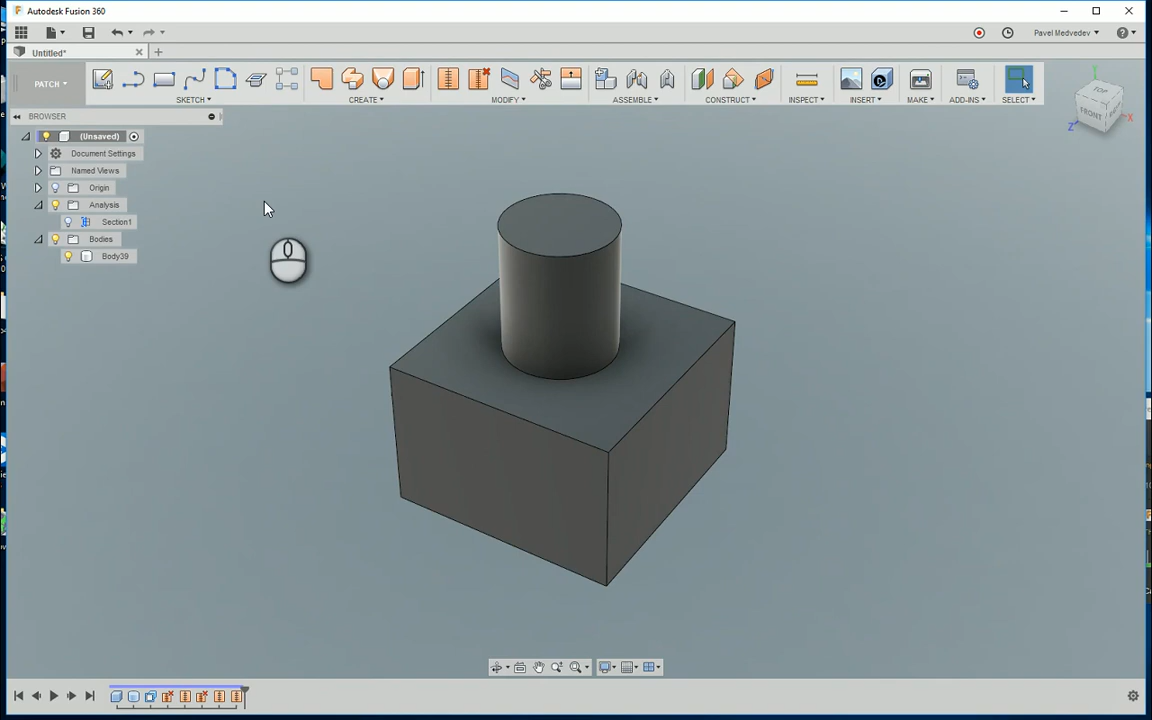 Autodesk Fusion 360
Pavel Medvedev
Untitled*
PATCH
SKETCH
CREATE
MODIFY
ASSEMBLE
CONSTRUCT
INSPECT
INSERT
MAKE
ADD-INS
SELECT
TOP
FRONT
X
Z
BROWSER
(Unsaved)
Document Settings
Named Views
Origin
Analysis
Section1
Bodies
Body39